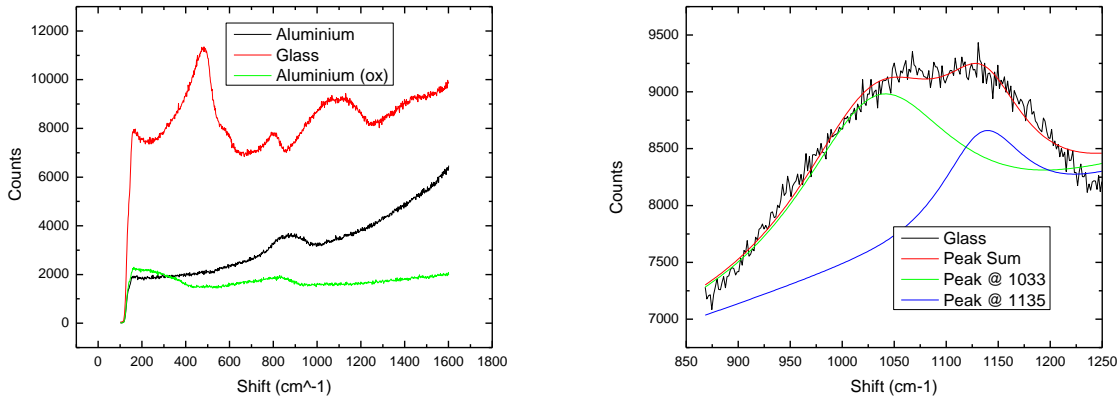 12000
10000
8000
6000
4000
2000
0
Counts
Aluminium
Glass
Aluminium (ox)
0 200 400 600 800 1000 1200 1400 1600 1800
Shift (cm^-1)
9500
9000
8500
8000
7500
7000
Counts
Glass
Peak Sum
Peak @ 1033
Peak @ 1135
850 900 950 1000 1050 1100 1150 1200 1250
Shift (cm-1)